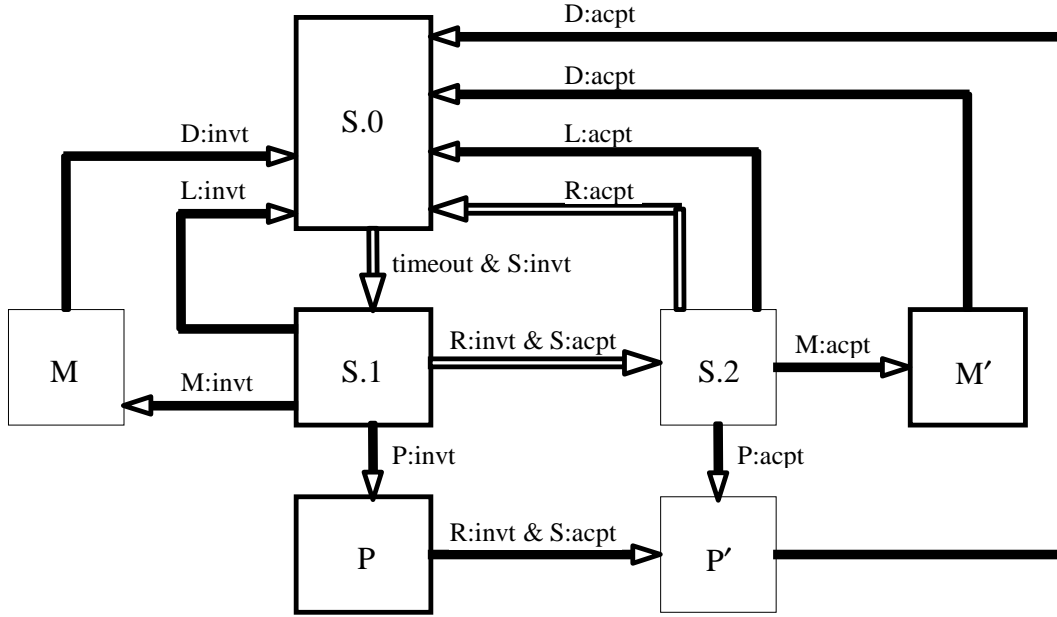 D:acpt
D:acpt
S.0
D:invt
L:acpt
L:invt
R:acpt
timeout & S:invt
R:invt & S:acpt
M:acpt
M
S.1
S.2
M′
M:invt
P:invt
P:acpt
R:invt & S:acpt
P
P′